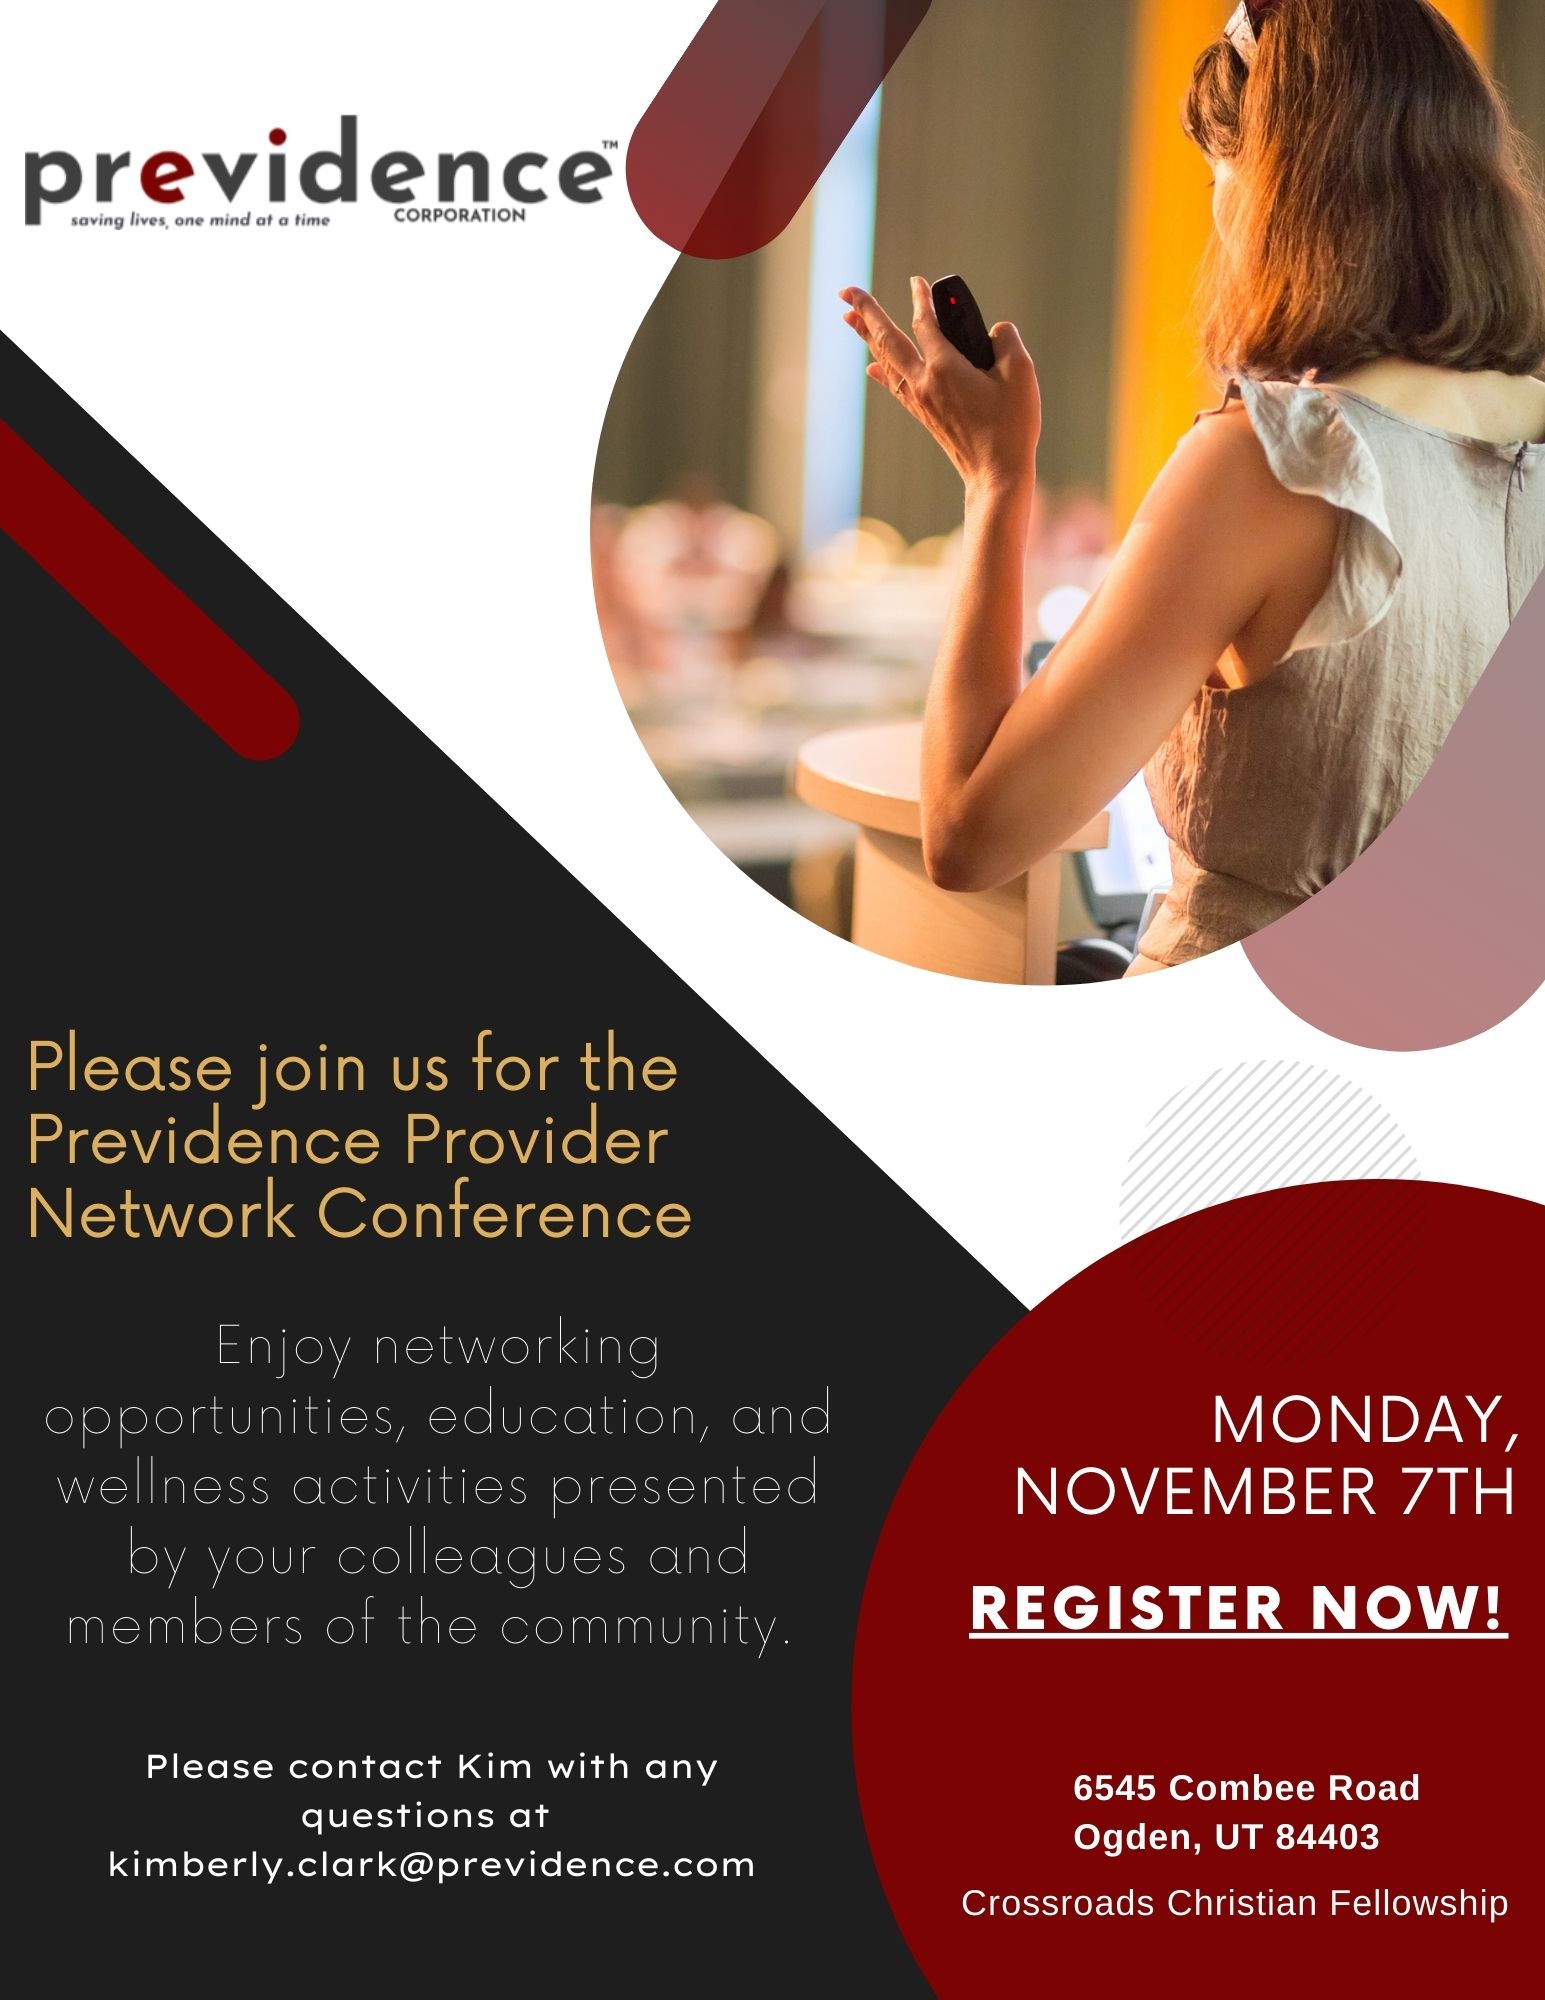 previdence™
saving lives, one mind at a time
CORPORATION
Please join us for the
Previdence Provider
Network Conference
Enjoy networking
opportunities, education, and
wellness activities presented
by your colleagues and
members of the community.
Please contact Kim with any
questions at
kimberly.clark@previdence.com
MONDAY,
NOVEMBER 7TH
REGISTER NOW!
6545 Combee Road
Ogden, UT 84403
Crossroads Christian Fellowship